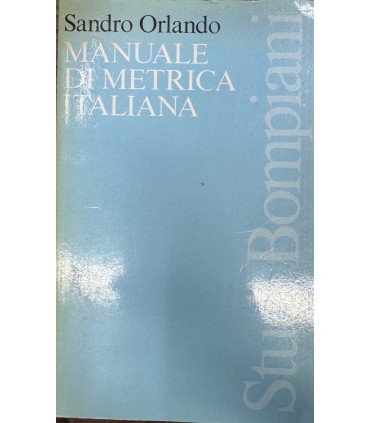 Sandro Orlando
MANUALE
DI METRICA
ITALIANA
Studi Bompiani